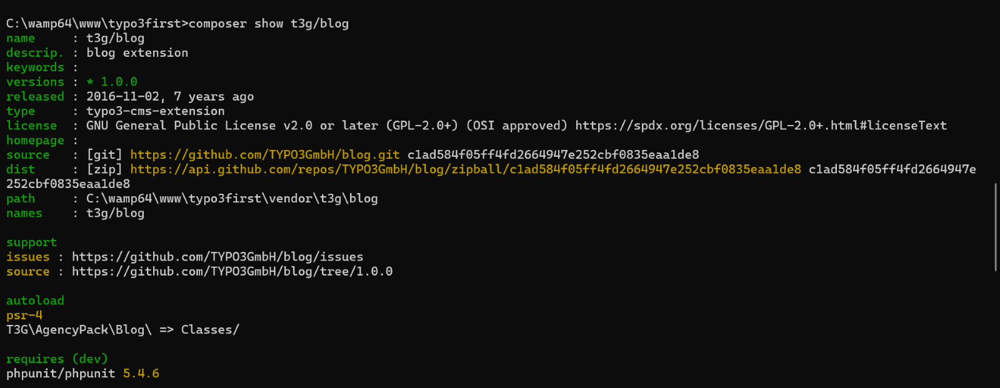 C:\wamp64\www\typo3first>composer show t3g/blog
name     : t3g/blog
descrip. : blog extension
keywords :
versions : * 1.0.0
released : 2016-11-02, 7 years ago
type     : typo3-cms-extension
license  : GNU General Public License v2.0 or later (GPL-2.0+) (OSI approved) https://spdx.org/licenses/GPL-2.0+.html#licenseText
homepage :
source   : [git] https://github.com/TYPO3GmbH/blog.git c1ad584f05ff4fd2664947e252cbf0835eaa1de8
dist     : [zip] https://api.github.com/repos/TYPO3GmbH/blog/zipball/c1ad584f05ff4fd2664947e252cbf0835eaa1de8 c1ad584f05ff4fd2664947e
252cbf0835eaa1de8
path     : C:\wamp64\www\typo3first\vendor\t3g\blog
names    : t3g/blog

support
issues : https://github.com/TYPO3GmbH/blog/issues
source : https://github.com/TYPO3GmbH/blog/tree/1.0.0

autoload
psr-4
T3G\AgencyPack\Blog\ => Classes/

requires (dev)
phpunit/phpunit 5.4.6